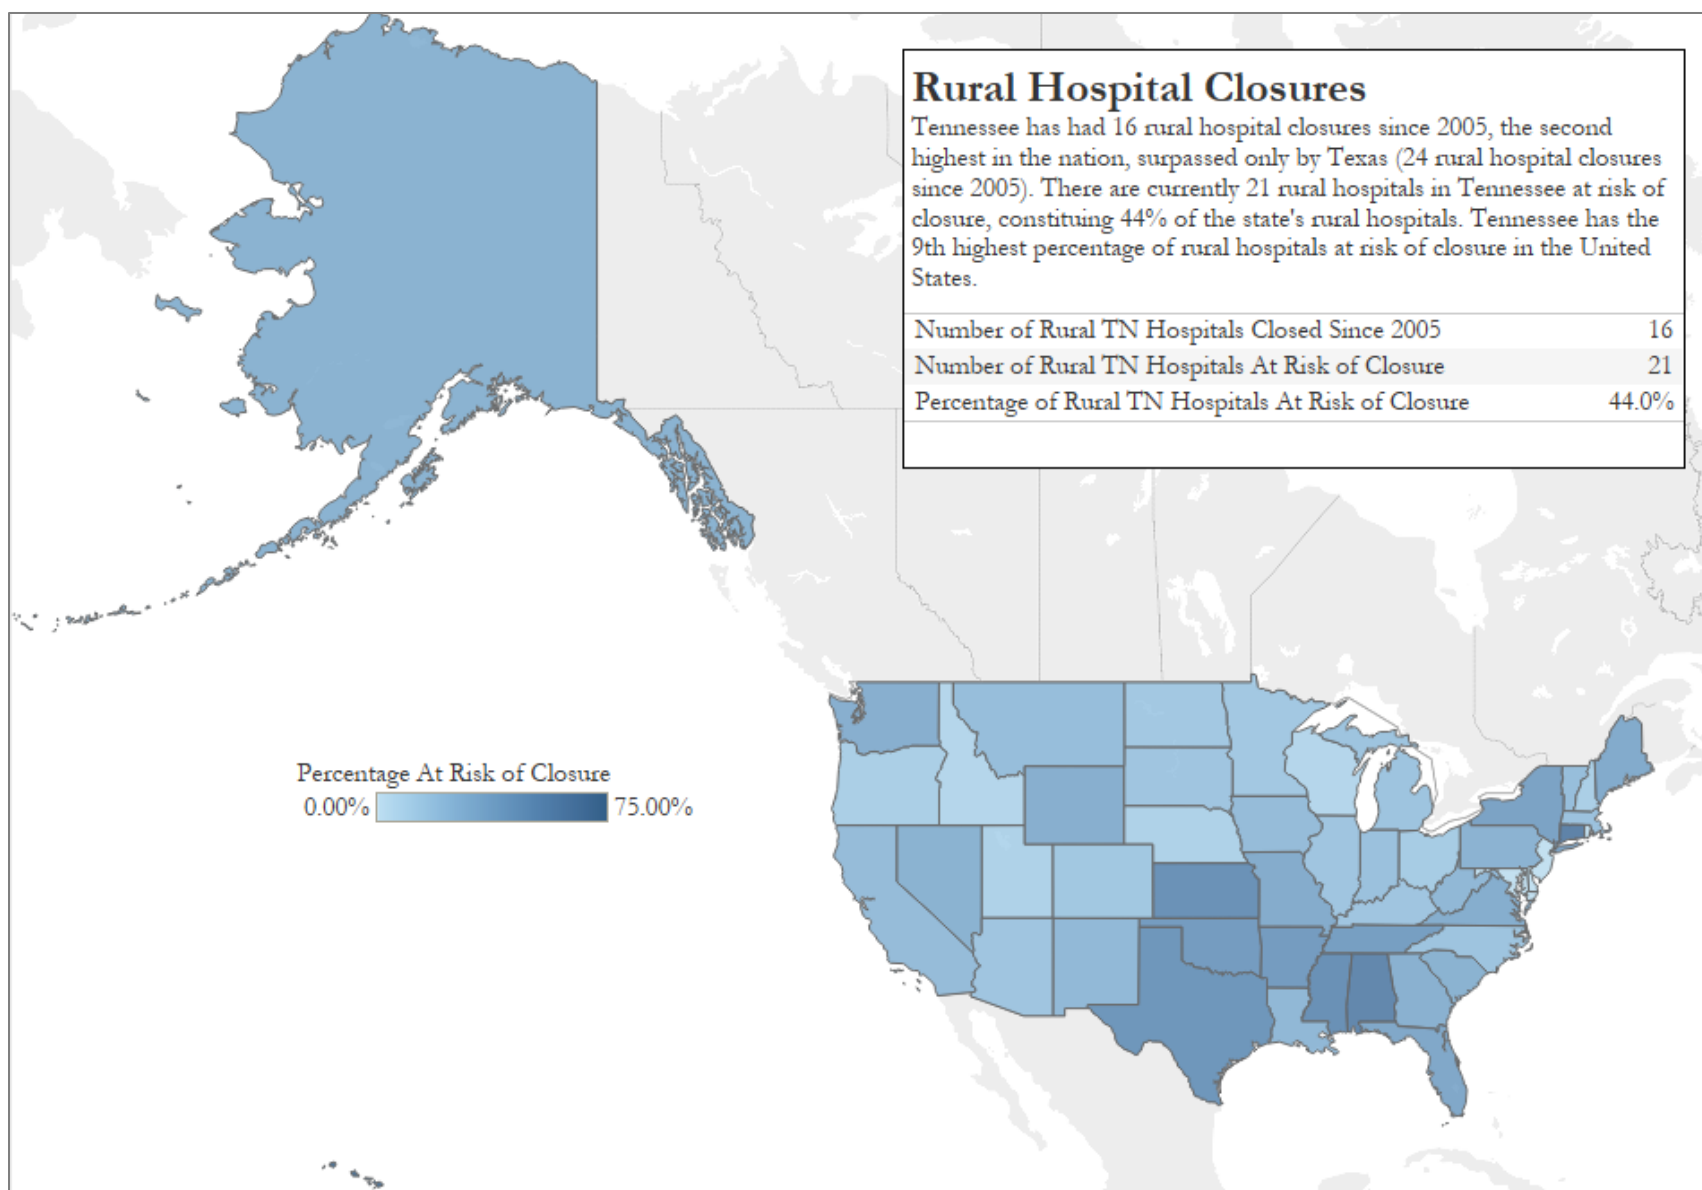 Rural Hospital Closures
Tennessee has had 16 rural hospital closures since 2005, the second
highest in the nation, surpassed only by Texas (24 rural hospital closures
since 2005). There are currently 21 rural hospitals in Tennessee at risk of
closure, constituing 44% of the state's rural hospitals. Tennessee has the
9th highest percentage of rural hospitals at risk of closure in the United
States.
Number of Rural TN Hospitals Closed Since 2005 16
Number of Rural TN Hospitals At Risk of Closure 21
Percentage of Rural TN Hospitals At Risk of Closure 44.0%
Percentage At Risk of Closure
0.00% 75.00%